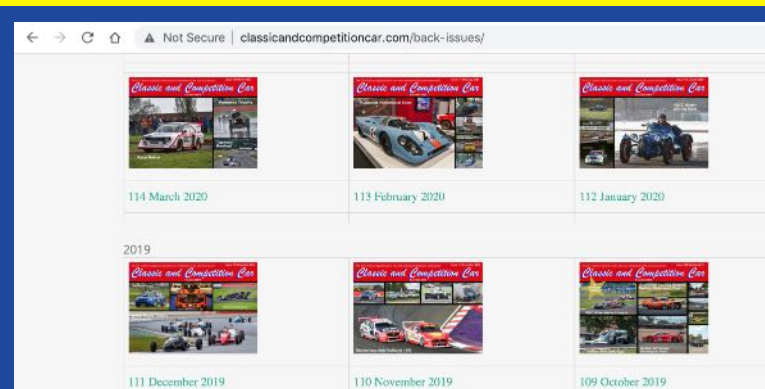 Not Secure | classicandcompetitioncar.com/back-issues/
Classic and Competition Car
Classic and Competition Car
Classic and Competition Car
114 March 2020
113 February 2020
112 January 2020
2019
Classic and Competition Car
Classic and Competition Car
Classic and Competition Car
111 December 2019
110 November 2019
109 October 2019